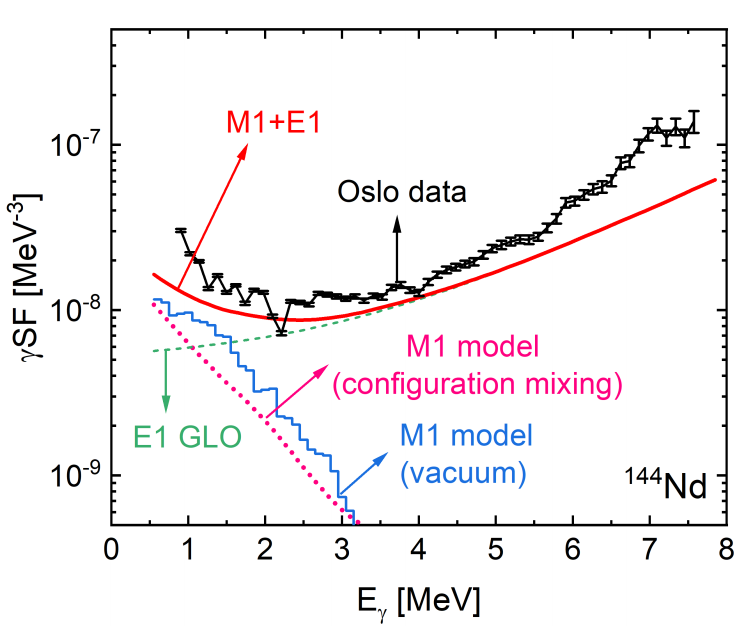 10⁻⁷
10⁻⁸
10⁻⁹
γSF [MeV⁻³]
M1+E1
Oslo data
M1 model
(configuration mixing)
E1 GLO
M1 model
(vacuum)
¹⁴⁴Nd
0 1 2 3 4 5 6 7 8
Eγ [MeV]